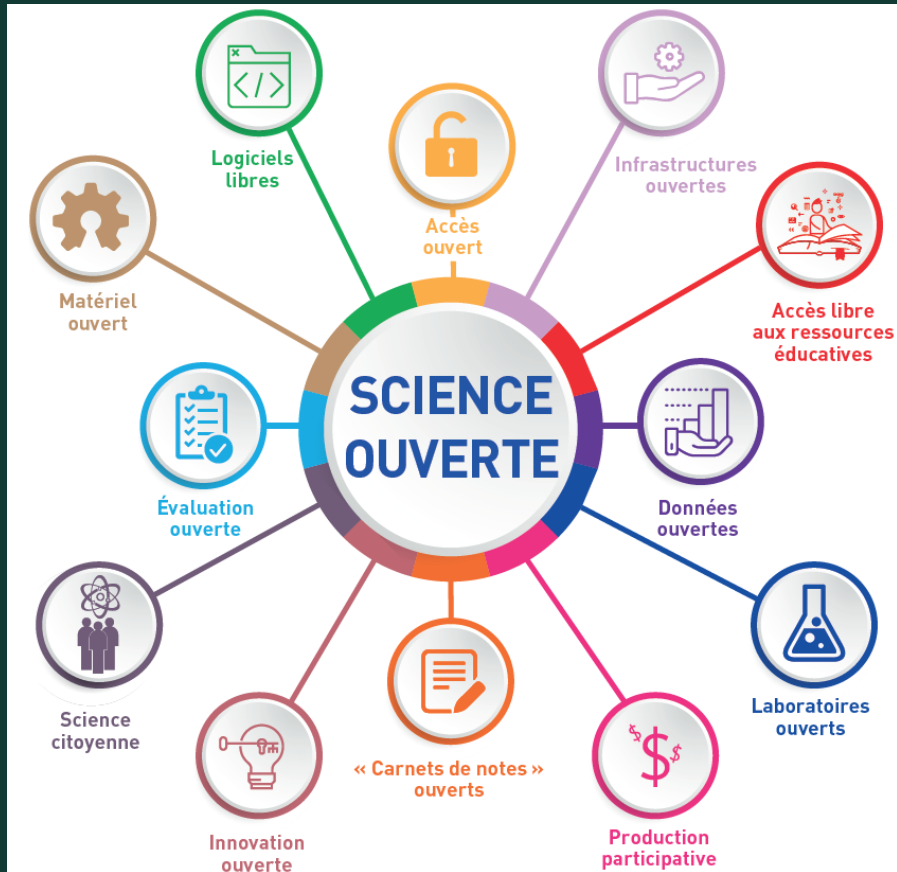 SCIENCE
OUVERTE
Accès
ouvert
Infrastructures
ouvertes
Accès libre
aux ressources
éducatives
Données
ouvertes
Laboratoires
ouverts
Production
participative
« Carnets de notes »
ouverts
Innovation
ouverte
Science
citoyenne
Évaluation
ouverte
Matériel
ouvert
Logiciels
libres